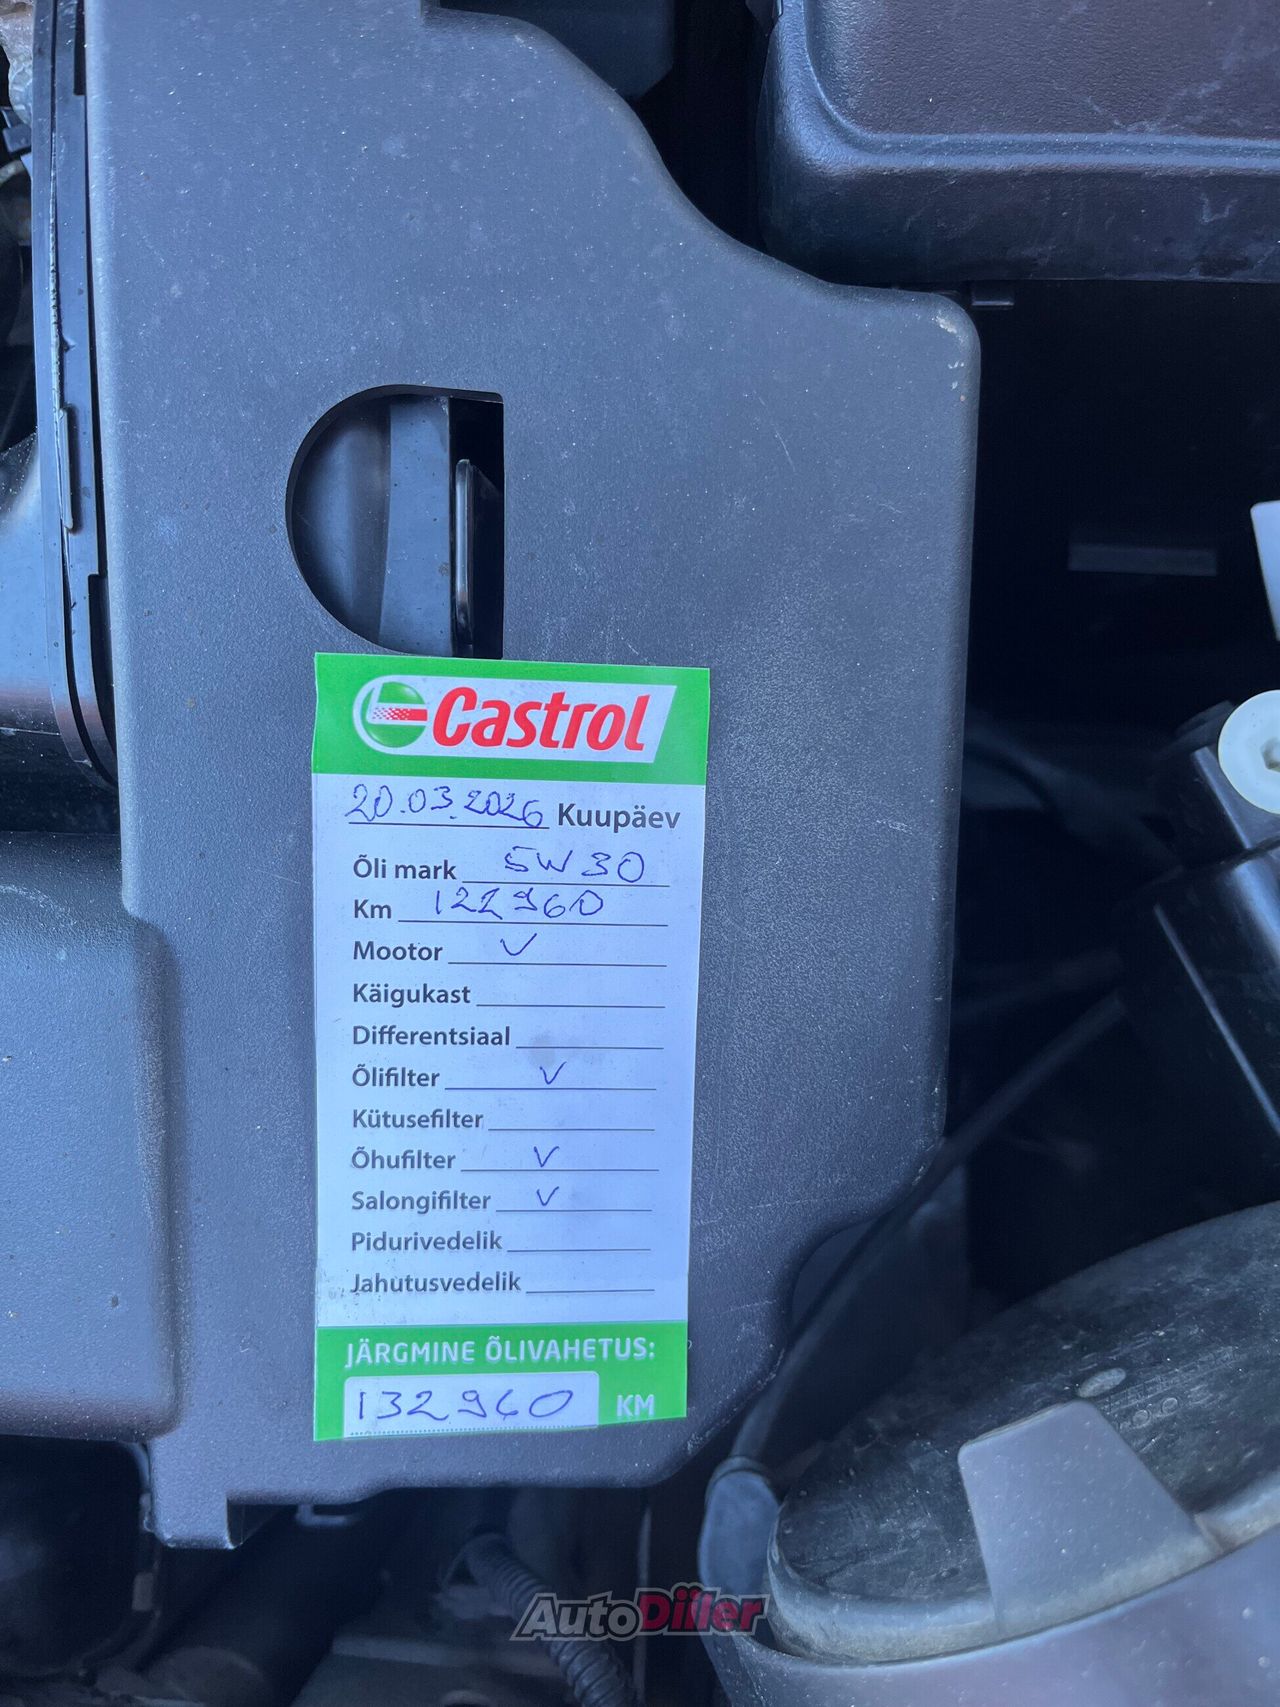 Castrol
20.03.2026 Kuupäev
Õli mark 5W30
Km 122960
Mootor V
Käigukast
Differentsiaal
Õlifilter V
Kütusefilter
Õhufilter V
Salongifilter V
Pidurivedelik
Jahutusvedelik
JÄRGMINE ÕLIVAHETUS:
132960 KM
AutoDiiler